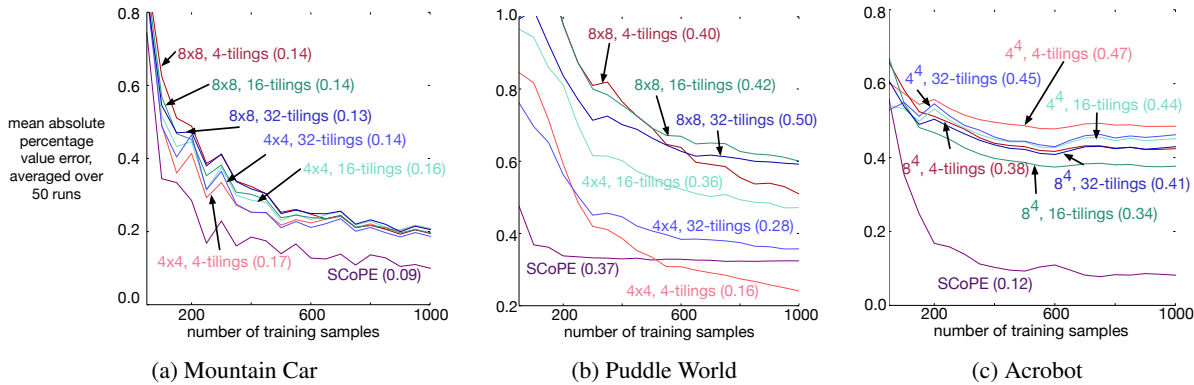 mean absolute
percentage
value error,
averaged over
50 runs
0.8
0.6
0.4
0.2
0.0
8x8, 4-tilings (0.14)
8x8, 16-tilings (0.14)
8x8, 32-tilings (0.13)
4x4, 32-tilings (0.14)
4x4, 16-tilings (0.16)
4x4, 4-tilings (0.17)
SCoPE (0.09)
200 600 1000
number of training samples
(a) Mountain Car
1.0
0.8
0.6
0.4
0.2
8x8, 4-tilings (0.40)
8x8, 16-tilings (0.42)
8x8, 32-tilings (0.50)
4x4, 16-tilings (0.36)
4x4, 32-tilings (0.28)
SCoPE (0.37)
4x4, 4-tilings (0.16)
200 600 1000
number of training samples
(b) Puddle World
0.8
0.6
0.4
0.2
0.0
4⁴, 4-tilings (0.47)
4⁴, 32-tilings (0.45)
4⁴, 16-tilings (0.44)
8⁴, 4-tilings (0.38)
8⁴, 32-tilings (0.41)
8⁴, 16-tilings (0.34)
SCoPE (0.12)
200 600 1000
number of training samples
(c) Acrobot